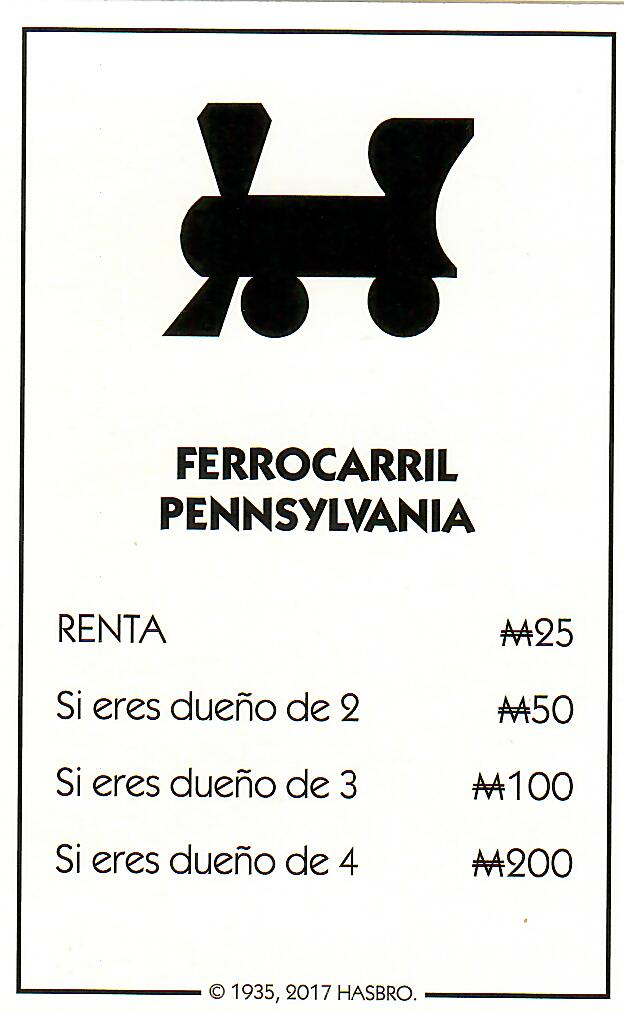 FERROCARRIL
PENNSYLVANIA
RENTA ₩25
Si eres dueño de 2 ₩50
Si eres dueño de 3 ₩100
Si eres dueño de 4 ₩200
© 1935, 2017 HASBRO.